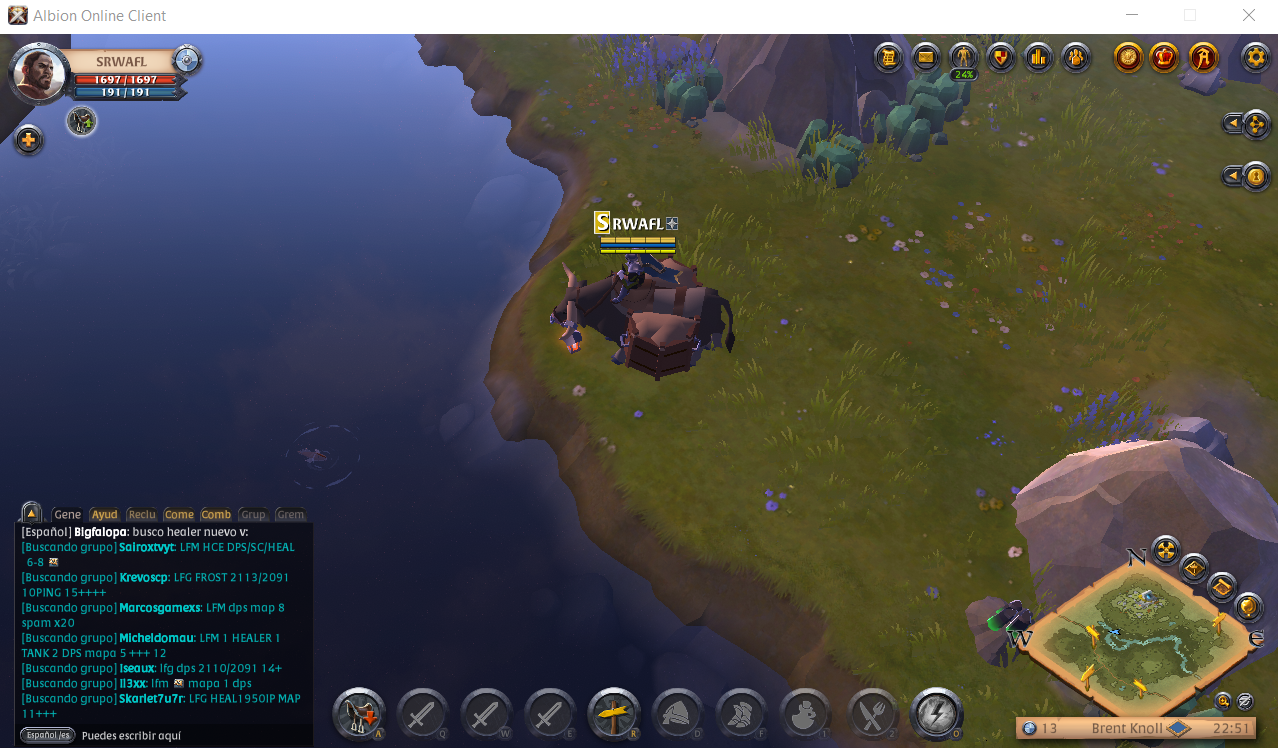 Albion Online Client
SRWAFL
1697 / 1697
191 / 191
24%
SRWAFL
Gene Ayud Reclu Come Comb Grup Grem
[Español] Bigfalopa: busco healer nuevo v:
[Buscando grupo] Sairoxtvyt: LFM HCE DPS/SC/HEAL
6-8
[Buscando grupo] Krevoscp: LFG FROST 2113/2091
10PING 15++++
[Buscando grupo] Marcosgamexs: LFM dps map 8
spam x20
[Buscando grupo] Micheldomau: LFM 1 HEALER 1
TANK 2 DPS mapa 5 +++ 12
[Buscando grupo] Iseaux: lfg dps 2110/2091 14+
[Buscando grupo] Il3xx: lfm mapa 1 dps
[Buscando grupo] Skarlet7u7r: LFG HEAL1950IP MAP
11+++
Español /es Puedes escribir aquí
A Q W E R D F 1 2 O
N
W E
13 Brent Knoll 22:51